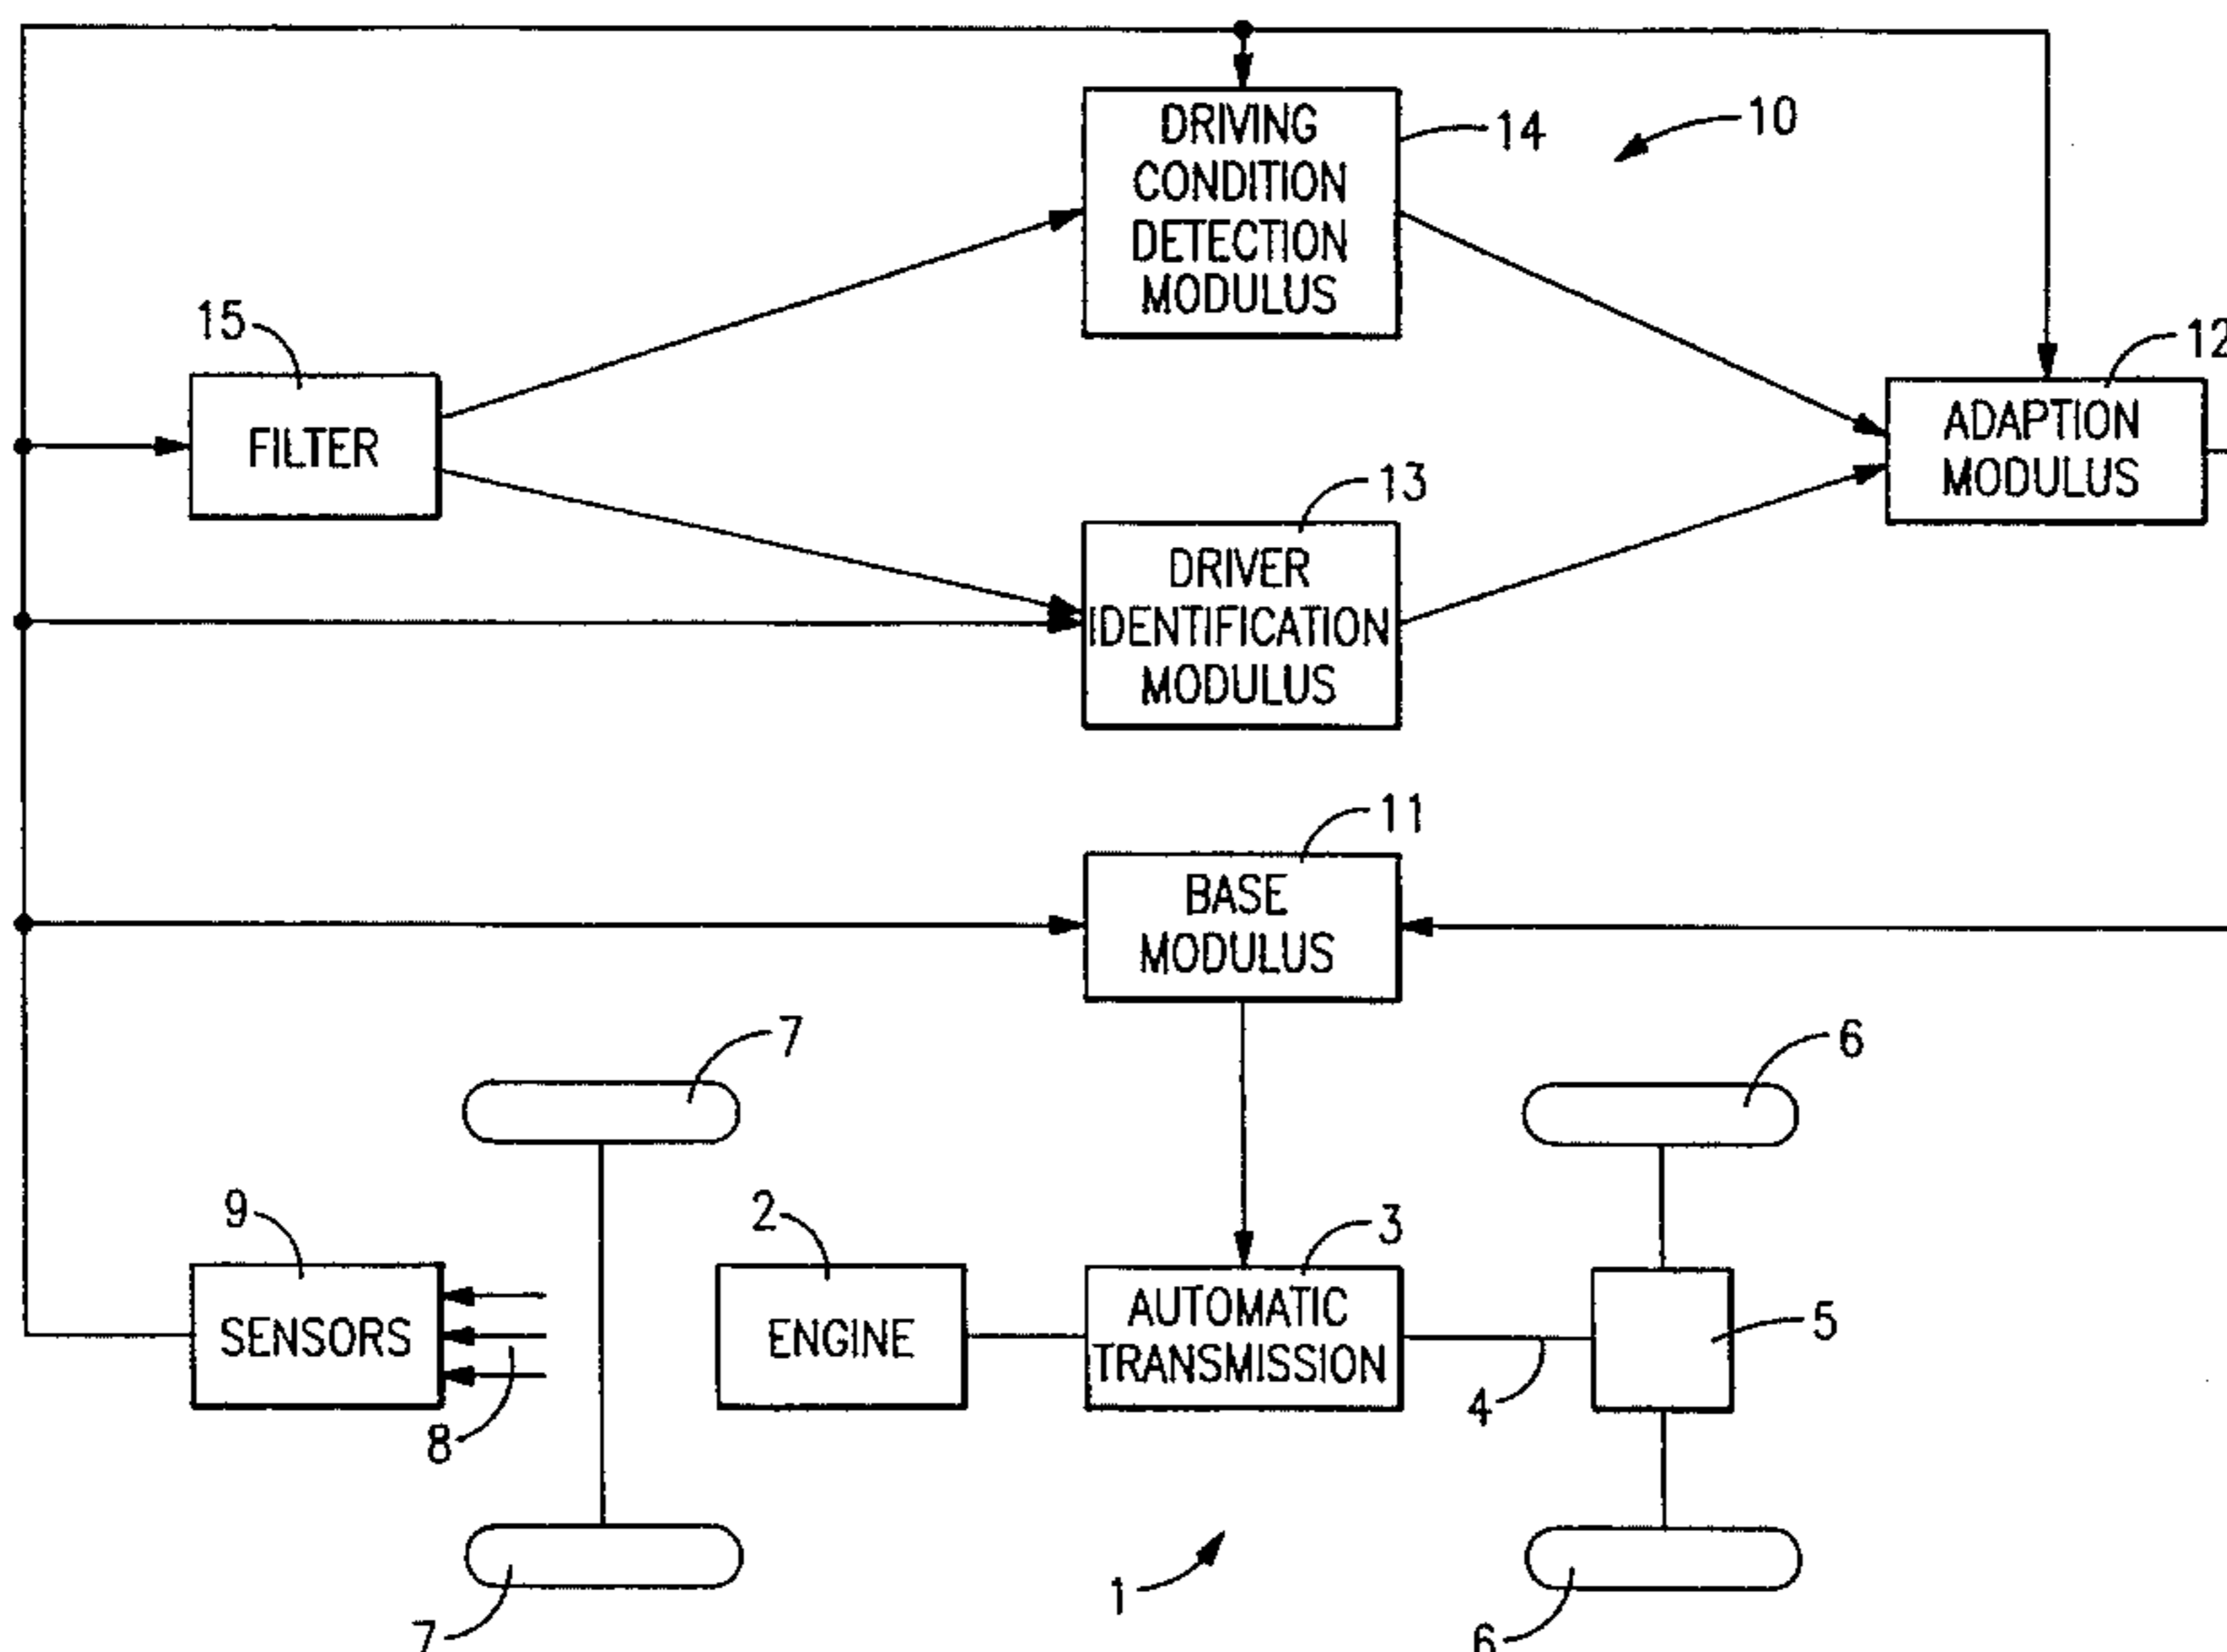 DRIVING
CONDITION
DETECTION
MODULUS
14
10
15
FILTER
12
ADAPTION
MODULUS
13
DRIVER
IDENTIFICATION
MODULUS
11
BASE
MODULUS
7
6
9
SENSORS
8
2
ENGINE
3
AUTOMATIC
TRANSMISSION
4
5
7
1
6